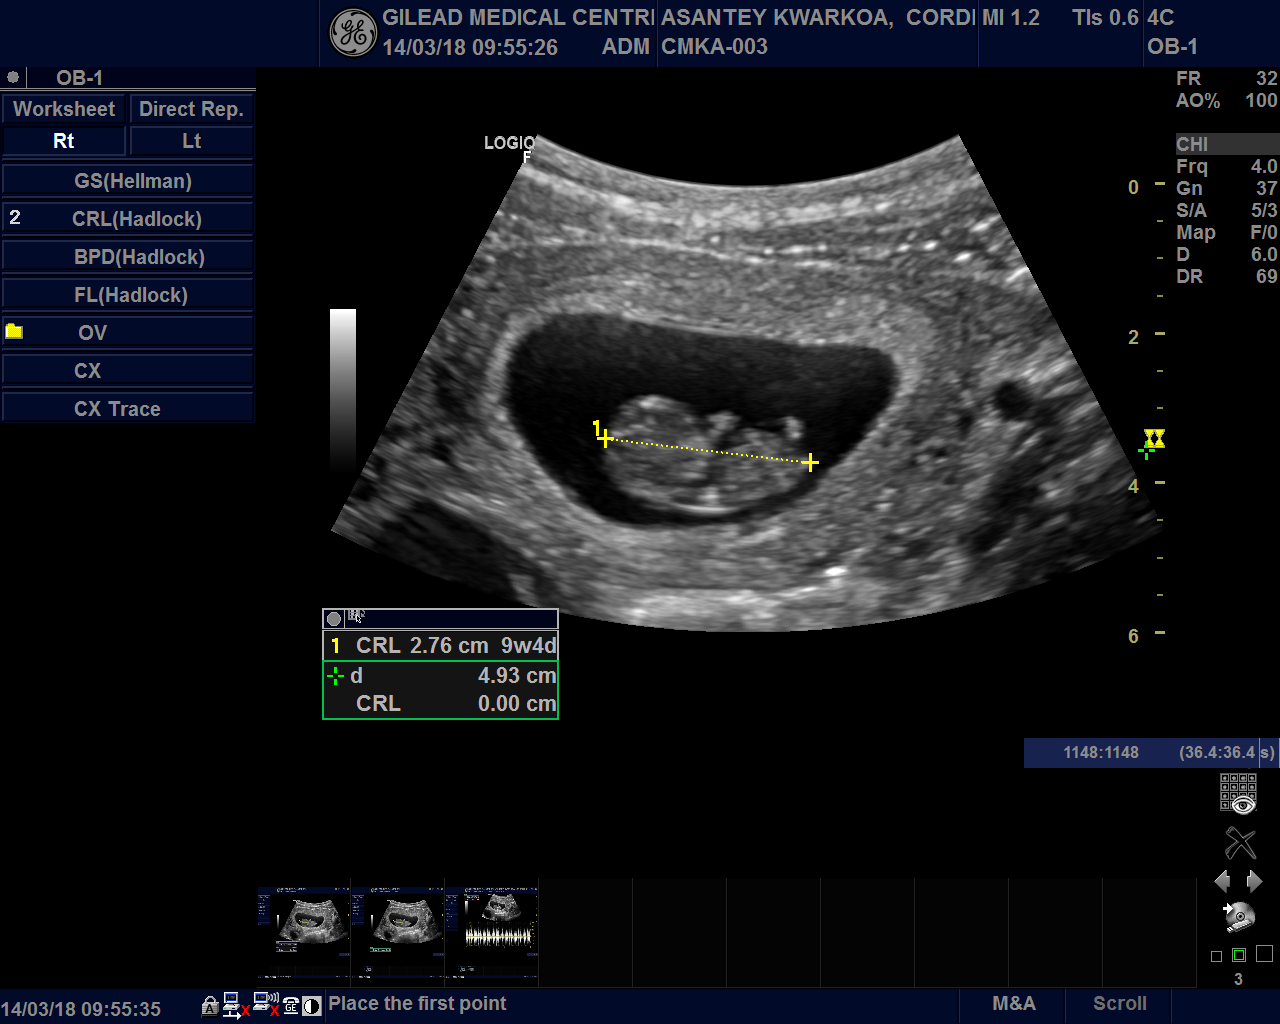 GILEAD MEDICAL CENTRI
ASANTEY KWARKOA, CORDI
MI 1.2 TIs 0.6
4C
14/03/18 09:55:26 ADM
CMKA-003
OB-1
OB-1
Worksheet Direct Rep.
Rt Lt
GS(Hellman)
2 CRL(Hadlock)
BPD(Hadlock)
FL(Hadlock)
OV
CX
CX Trace
LOGIQ
F
1
0
2
4
6
FR 32
AO% 100
CHI
Frq 4.0
Gn 37
S/A 5/3
Map F/0
D 6.0
DR 69
1 CRL 2.76 cm 9w4d
d 4.93 cm
CRL 0.00 cm
1148:1148 (36.4:36.4 s)
3
14/03/18 09:55:35
A
GE
Place the first point
M&A
Scroll